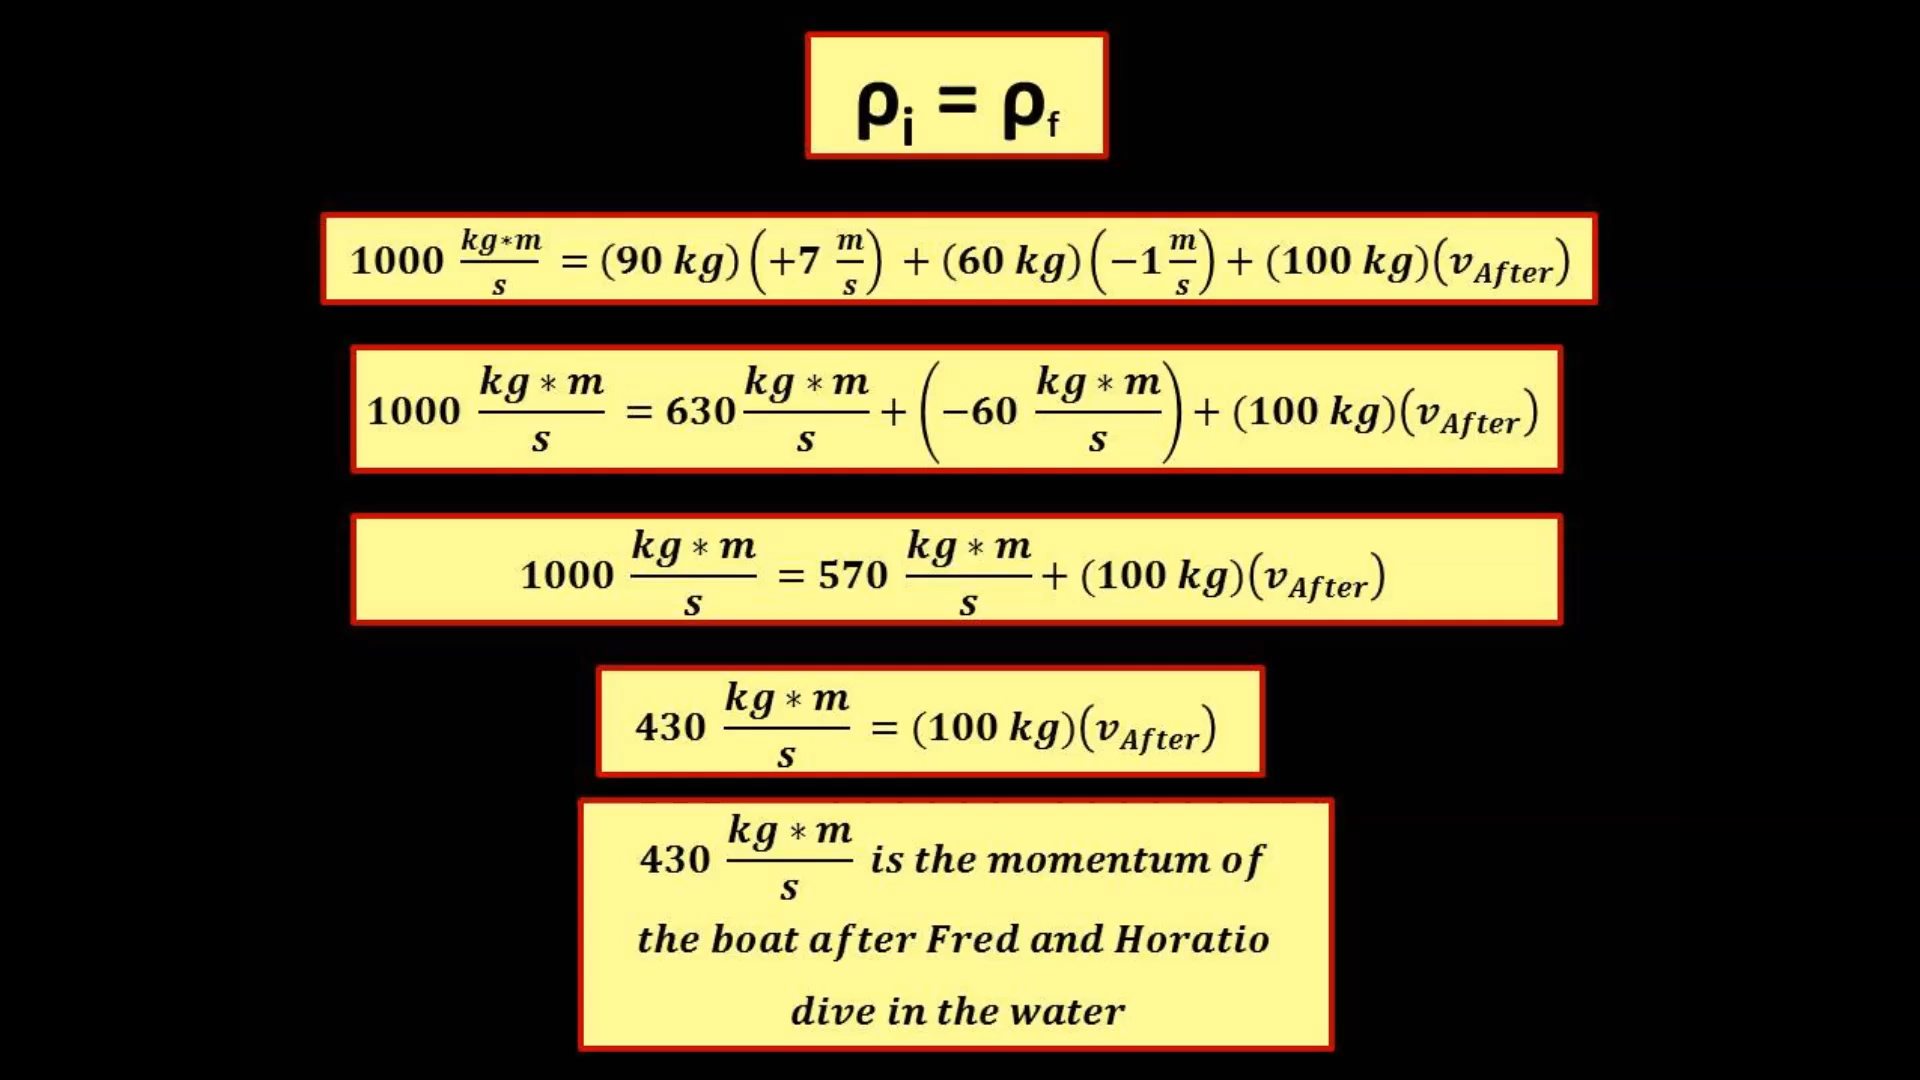 ρi = ρf
1000 kg*m/s = (90 kg)(+7 m/s) + (60 kg)(−1 m/s) + (100 kg)(vAfter)
1000 kg * m/s = 630 kg * m/s + (−60 kg * m/s) + (100 kg)(vAfter)
1000 kg * m/s = 570 kg * m/s + (100 kg)(vAfter)
430 kg * m/s = (100 kg)(vAfter)
430 kg * m/s is the momentum of
the boat after Fred and Horatio
dive in the water